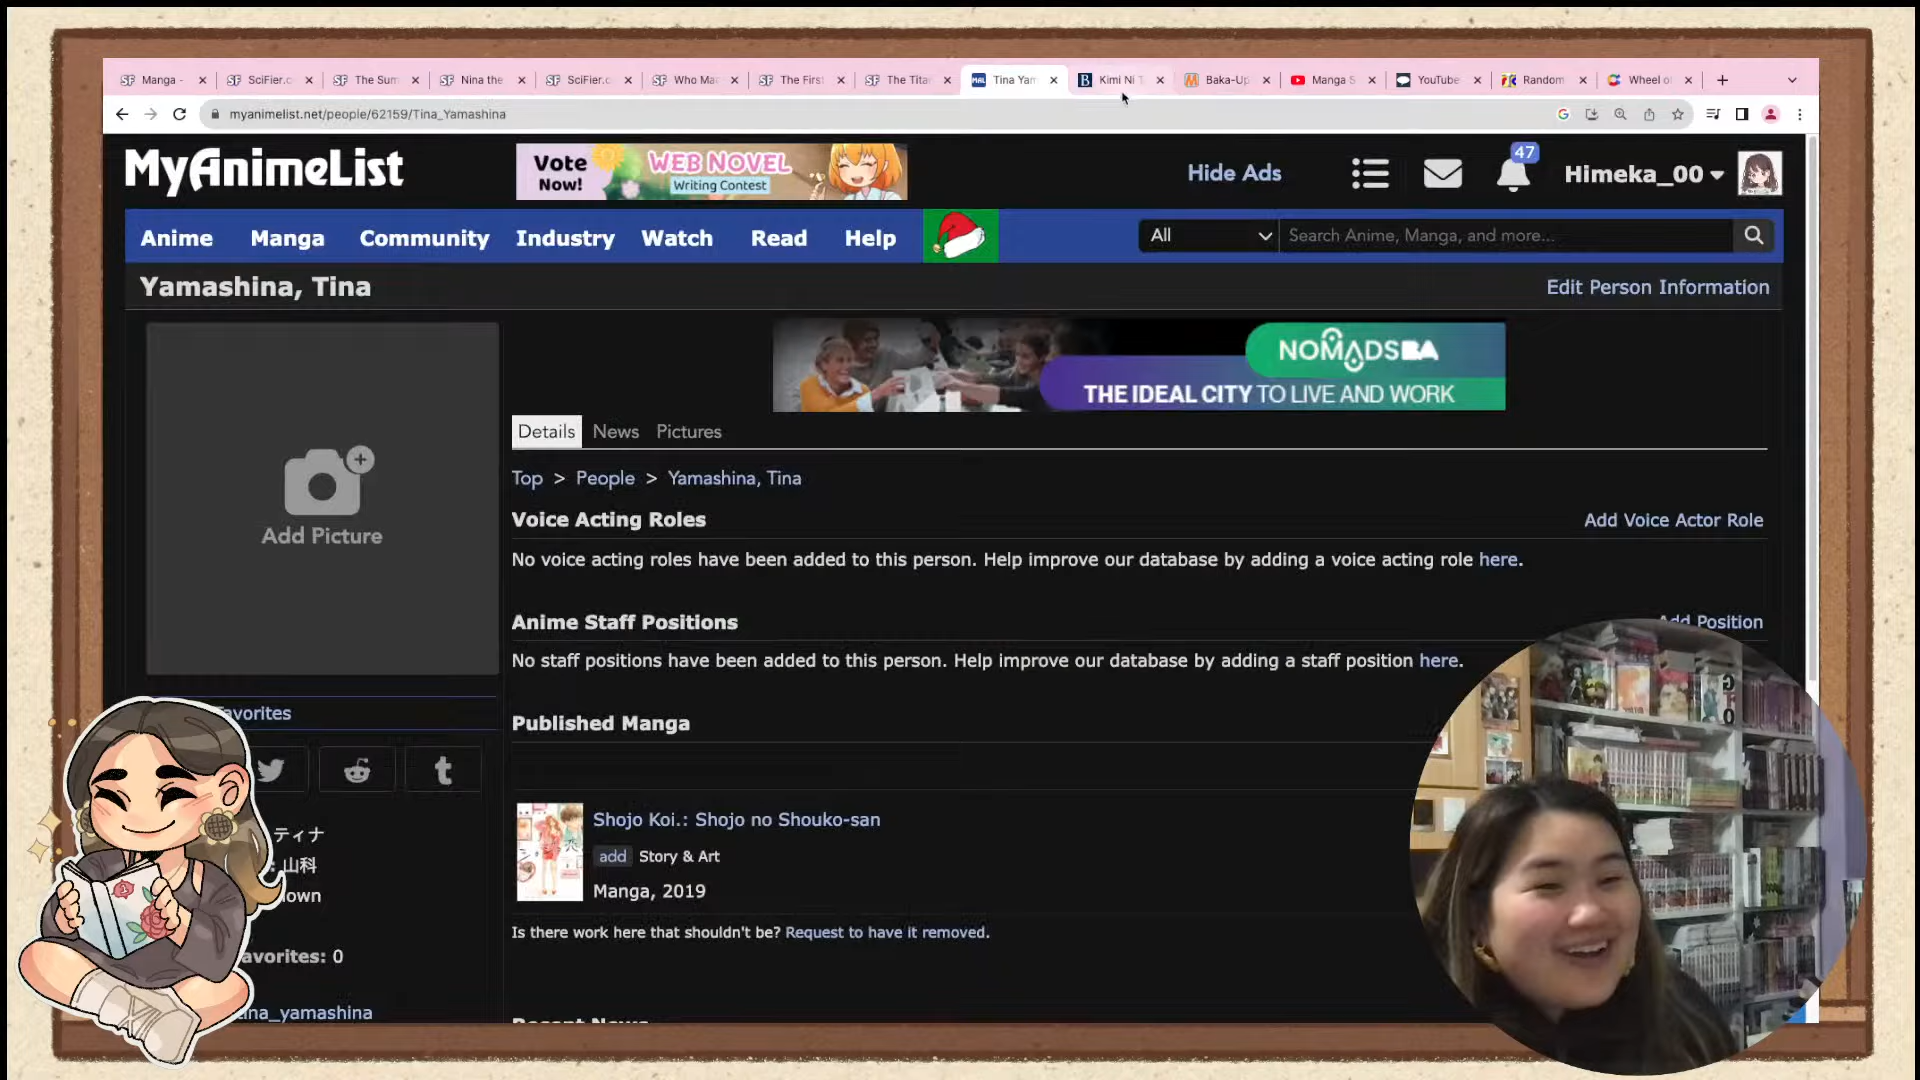 Manga -
SciFier.c
The Sum
Nina the
SciFier.c
Who Ma
The First
The Titan
Tina Yam
Kimi Ni T
Baka-Up
Manga S
YouTube
Random
Wheel o
myanimelist.net/people/62159/Tina_Yamashina
MyAnimeList
Vote Now!
WEB NOVEL
Writing Contest
Hide Ads
47
Himeka_00
Anime Manga Community Industry Watch Read Help
All
Search Anime, Manga, and more...
Yamashina, Tina
Edit Person Information
NOMADSBA
THE IDEAL CITY TO LIVE AND WORK
Add Picture
Details News Pictures
Top > People > Yamashina, Tina
Voice Acting Roles
Add Voice Actor Role
No voice acting roles have been added to this person. Help improve our database by adding a voice acting role here.
Anime Staff Positions
Add Position
No staff positions have been added to this person. Help improve our database by adding a staff position here.
avorites
ティナ
: 山科
own
avorites: 0
ina_yamashina
Published Manga
Shojo Koi.: Shojo no Shouko-san
add Story & Art
Manga, 2019
Is there work here that shouldn't be? Request to have it removed.
Recent News